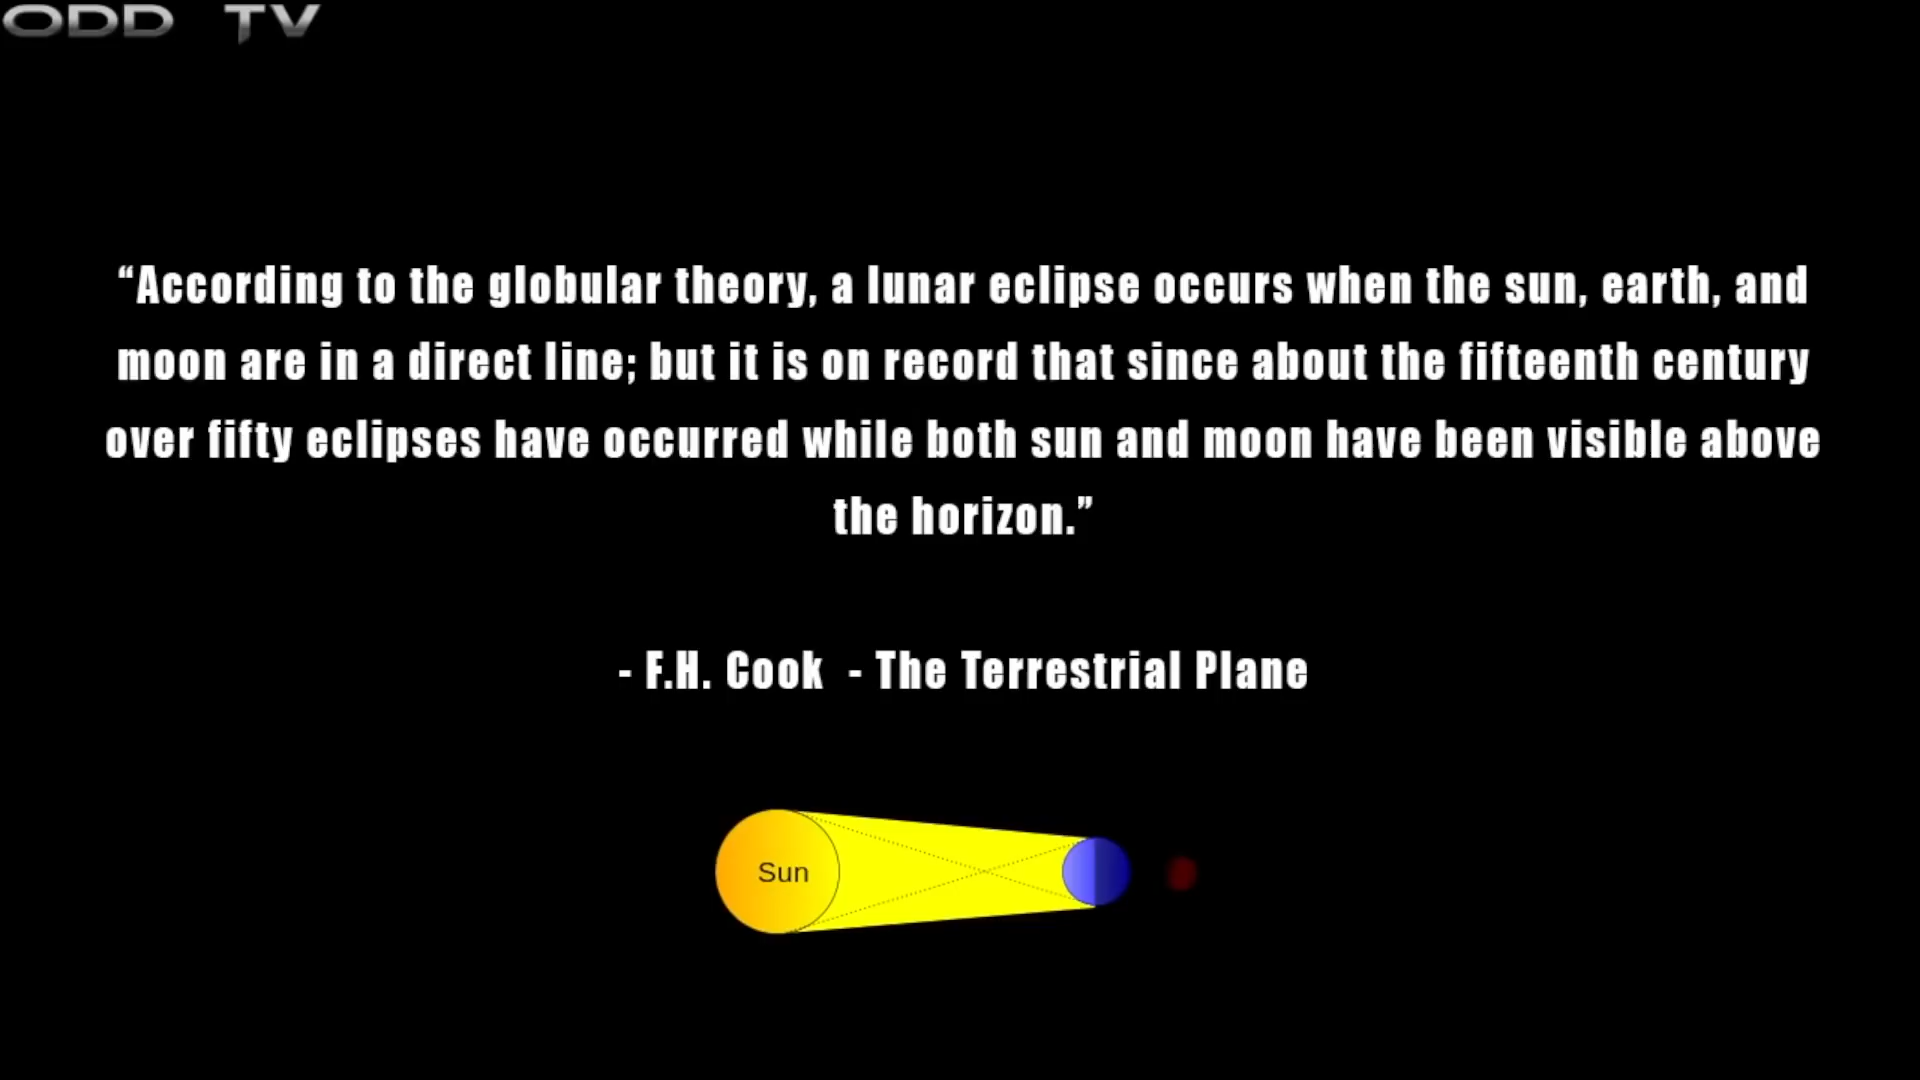 ODD TV
“According to the globular theory, a lunar eclipse occurs when the sun, earth, and
moon are in a direct line; but it is on record that since about the fifteenth century
over fifty eclipses have occurred while both sun and moon have been visible above
the horizon.”
- F.H. Cook - The Terrestrial Plane
Sun